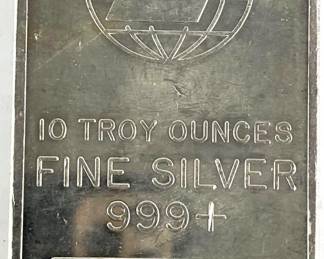 10 TROY OUNCES
FINE SILVER
999+